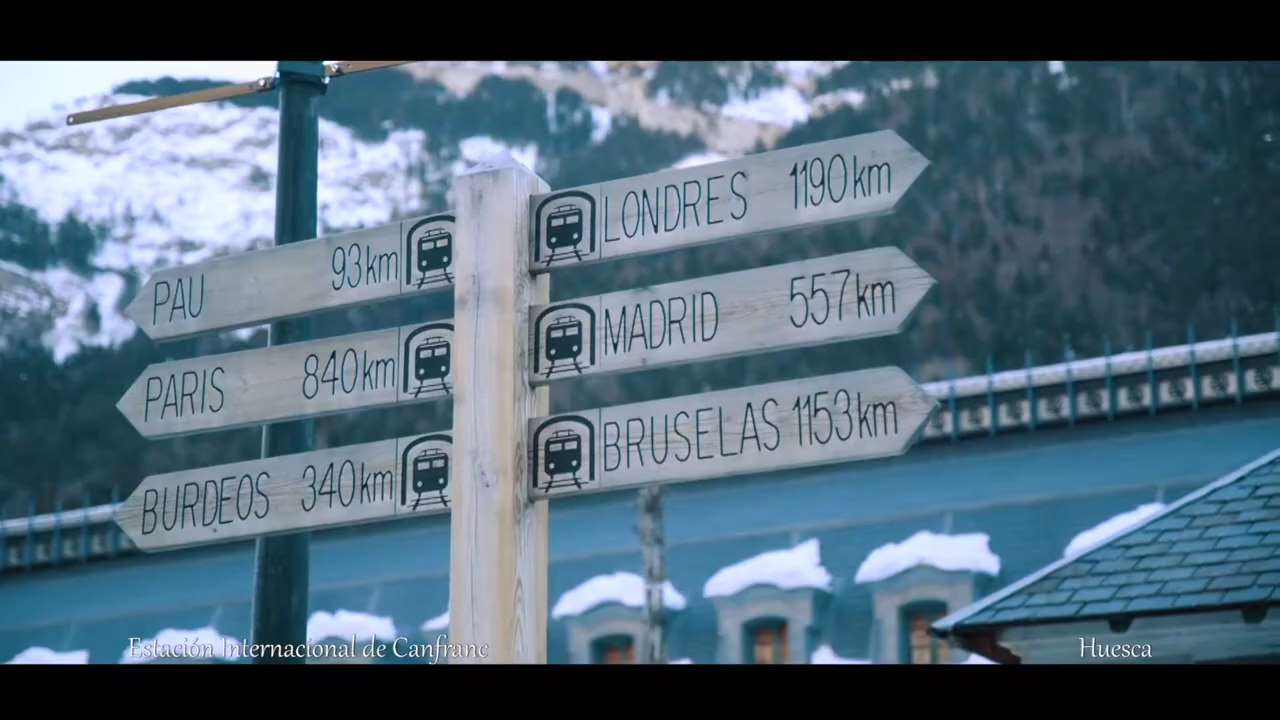 PAU 93km
PARIS 840km
BURDEOS 340km
LONDRES 1190km
MADRID 557km
BRUSELAS 1153km
Estación Internacional de Canfranc
Huesca